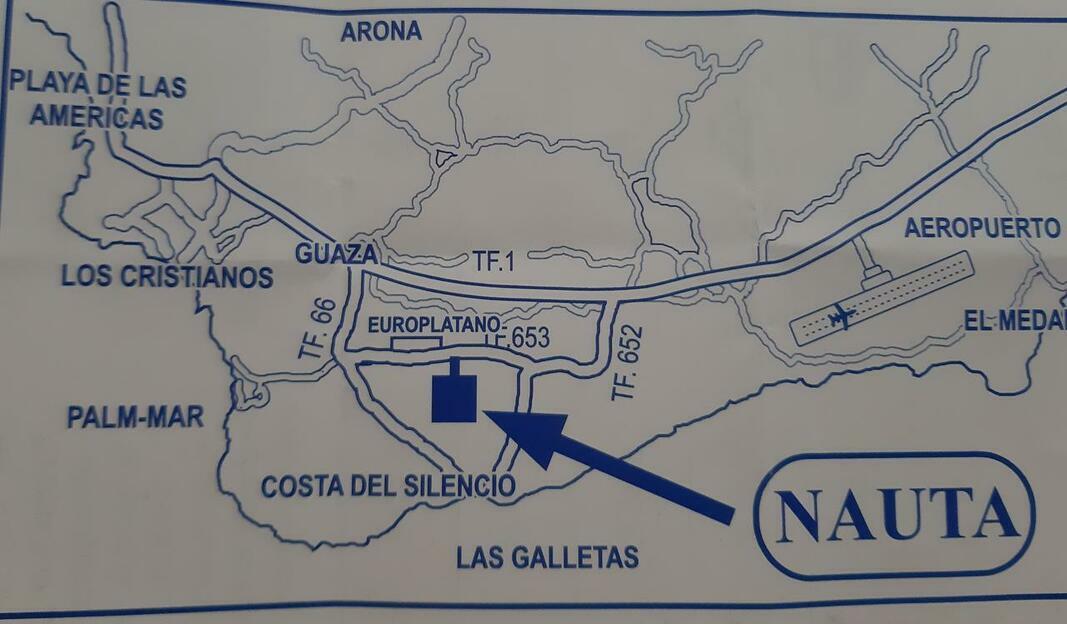 ARONA
PLAYA DE LAS
AMERICAS
AEROPUERTO
GUAZA
TF.1
LOS CRISTIANOS
TF. 66
EUROPLATANO
TF.653
TF. 652
EL MEDA
PALM-MAR
COSTA DEL SILENCIO
NAUTA
LAS GALLETAS